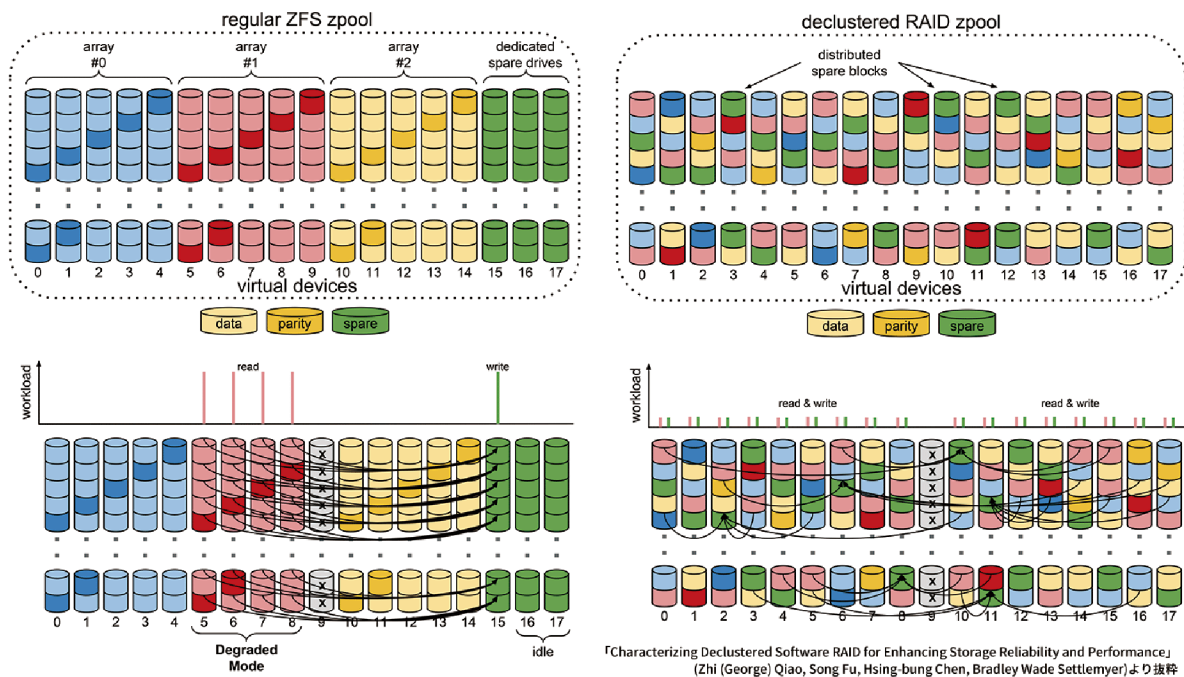 regular ZFS zpool
array
#0
array
#1
array
#2
dedicated
spare drives
0 1 2 3 4 5 6 7 8 9 10 11 12 13 14 15 16 17
virtual devices
data parity spare
declustered RAID zpool
distributed
spare blocks
0 1 2 3 4 5 6 7 8 9 10 11 12 13 14 15 16 17
virtual devices
data parity spare
workload
read
write
X
X
X
X
X
X
X
0 1 2 3 4 5 6 7 8 9 10 11 12 13 14 15 16 17
Degraded
Mode
idle
workload
read & write
read & write
X
X
X
X
X
X
X
0 1 2 3 4 5 6 7 8 9 10 11 12 13 14 15 16 17
「Characterizing Declustered Software RAID for Enhancing Storage Reliability and Performance」
(Zhi (George) Qiao, Song Fu, Hsing-bung Chen, Bradley Wade Settlemyer)より抜粋